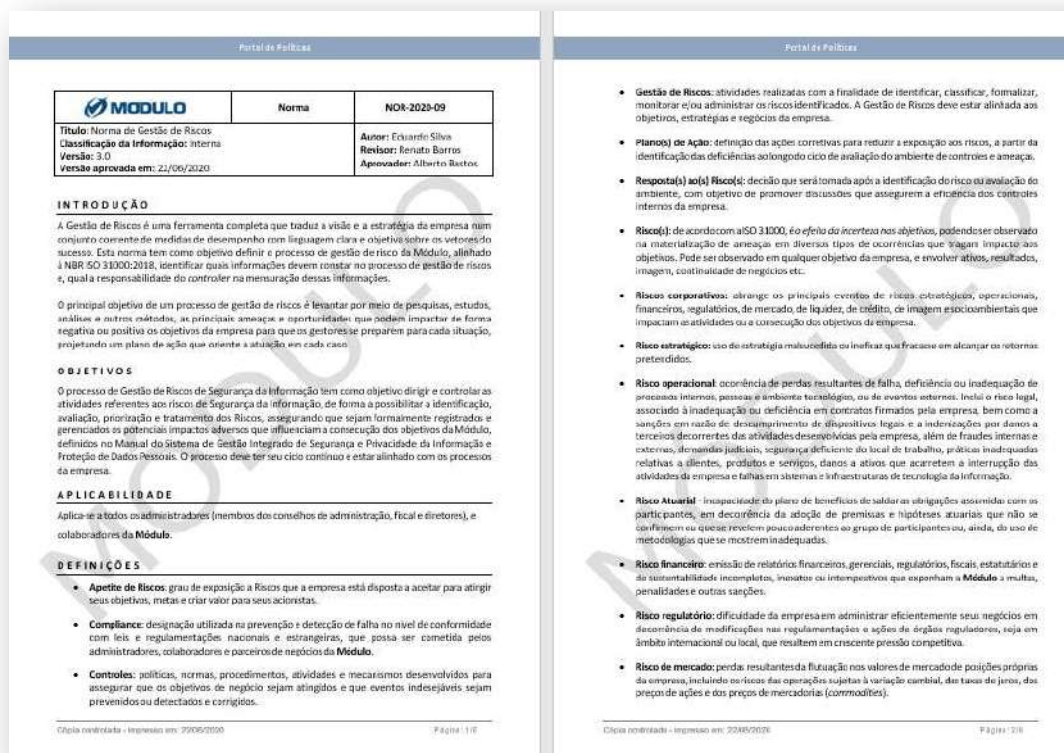 Portal de Políticas
MODULO
Norma
NOR-2020-09
Título: Norma de Gestão de Riscos
Classificação da Informação: Interna
Versão: 3.0
Versão aprovada em: 22/06/2020
Autor: Eduardo Silva
Revisor: Renato Barros
Aprovador: Alberto Bastos
INTRODUÇÃO
A Gestão de Riscos é uma ferramenta completa que traduz a visão e a estratégia da empresa num
conjunto coerente de medidas de desempenho com linguagem clara e objetiva sobre os vetores do
sucesso. Esta norma tem como objetivo definir o processo de gestão de risco da Módulo, alinhado
à NBR ISO 31000:2018, identificar quais informações devem constar no processo de gestão de riscos
e, qual a responsabilidade do controller na mensuração dessas informações.
O principal objetivo de um processo de gestão de riscos é levantar por meio de pesquisas, estudos,
análises e outros métodos, as principais ameaças e oportunidades que podem impactar de forma
negativa ou positiva os objetivos da empresa para que os gestores se preparem para cada situação,
projetando um plano de ação que oriente a atuação em cada caso
OBJETIVOS
O processo de Gestão de Riscos de Segurança da Informação tem como objetivo dirigir e controlar as
atividades referentes aos riscos de Segurança da Informação, de forma a possibilitar a identificação,
avaliação, priorização e tratamento dos Riscos, assegurando que sejam formalmente registrados e
gerenciados os potenciais impactos adversos que influenciam a consecução dos objetivos da Módulo,
definidos no Manual do Sistema de Gestão Integrado de Segurança e Privacidade da Informação e
Proteção de Dados Pessoais. O processo deve ter seu ciclo contínuo e estar alinhado com os processos
da empresa.
APLICABILIDADE
Aplica-se a todos os administradores (membros dos conselhos de administração, fiscal e diretores), e
colaboradores da Módulo.
DEFINIÇÕES
• Apetite de Riscos: grau de exposição a Riscos que a empresa está disposta a aceitar para atingir
seus objetivos, metas e criar valor para seus acionistas.
• Compliance: designação utilizada na prevenção e detecção de falha no nível de conformidade
com leis e regulamentações nacionais e estrangeiras, que possa ser cometida pelos
administradores, colaboradores e parceiros de negócios da Módulo.
• Controles: políticas, normas, procedimentos, atividades e mecanismos desenvolvidos para
assegurar que os objetivos de negócio sejam atingidos e que eventos indesejáveis sejam
prevenidos ou detectados e corrigidos.
Cópia controlada - Impresso em: 22/06/2020
Página 1/6
MODULO
Portal de Políticas
• Gestão de Riscos: atividades realizadas com a finalidade de identificar, classificar, formalizar,
monitorar e/ou administrar os riscos identificados. A Gestão de Riscos deve estar alinhada aos
objetivos, estratégias e negócios da empresa.
• Plano(s) de Ação: definição das ações corretivas para reduzir a exposição aos riscos, a partir da
identificação das deficiências ao longo do ciclo de avaliação do ambiente de controles e ameaças.
• Resposta(s) ao(s) Risco(s): decisão que será tomada após a identificação do risco ou avaliação do
ambiente, com objetivo de promover discussões que assegurem a eficiência dos controles
internos da empresa.
• Risco(s): de acordo com a ISO 31000, é o efeito da incerteza nos objetivos, podendo ser observado
na materialização de ameaças em diversos tipos de ocorrências que tragam impacto aos
objetivos. Pode ser observado em qualquer objetivo da empresa, e envolver ativos, resultados,
imagem, continuidade de negócios etc.
• Riscos corporativos: abrange os principais eventos de riscos estratégicos, operacionais,
financeiros, regulatórios, de mercado, de liquidez, de crédito, de imagem e socioambientais que
impactam as atividades ou a consecução dos objetivos da empresa.
• Risco estratégico: uso de estratégia malsucedida ou ineficaz que fracasse em alcançar os retornos
pretendidos.
• Risco operacional: ocorrência de perdas resultantes de falha, deficiência ou inadequação de
processos internos, pessoas e ambiente tecnológico, ou de eventos externos. Inclui o risco legal,
associado à inadequação ou deficiência em contratos firmados pela empresa, bem como a
sanções em razão de descumprimento de dispositivos legais e a indenizações por danos a
terceiros decorrentes das atividades desenvolvidas pela empresa, além de fraudes internas e
externas, demandas judiciais, segurança deficiente do local de trabalho, práticas inadequadas
relativas a clientes, produtos e serviços, danos a ativos que acarretem a interrupção das
atividades da empresa e falhas em sistemas e infraestruturas de tecnologia da informação.
• Risco Atuarial - incapacidade do plano de benefícios de saldar as obrigações assumidas com os
participantes, em decorrência da adoção de premissas e hipóteses atuariais que não se
confirmem ou que se revelem pouco aderentes ao grupo de participantes ou, ainda, do uso de
metodologias que se mostrem inadequadas.
• Risco financeiro: emissão de relatórios financeiros, gerenciais, regulatórios, fiscais, estatutários e
de sustentabilidade incompletos, inexatos ou intempestivos que exponham a Módulo a multas,
penalidades e outras sanções.
• Risco regulatório: dificuldade da empresa em administrar eficientemente seus negócios em
decorrência de modificações nas regulamentações e ações de órgãos reguladores, seja em
âmbito internacional ou local, que resultem em crescente pressão competitiva.
• Risco de mercado: perdas resultantes da flutuação nos valores de mercado de posições próprias
da empresa, incluindo os riscos das operações sujeitas à variação cambial, das taxas de juros, dos
preços de ações e dos preços de mercadorias (commodities).
Cópia controlada - Impresso em: 22/06/2020
Página 2/6
MODULO